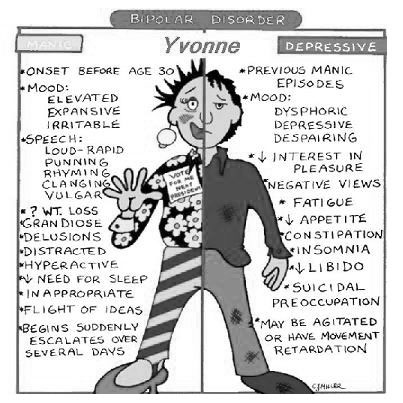 BIPOLAR DISORDER
Yvonne
MANIC
*ONSET BEFORE AGE 30
*MOOD:
ELEVATED
EXPANSIVE
IRRITABLE
*SPEECH:
LOUD-RAPID
PUNNING
RHYMING
CLANGING
VULGAR
*? WT. LOSS
*GRANDIOSE
*DELUSIONS
*DISTRACTED
*HYPERACTIVE
*↓ NEED FOR SLEEP
*INAPPROPRIATE
*FLIGHT OF IDEAS
*BEGINS SUDDENLY
ESCALATES OVER
SEVERAL DAYS
VOTE
FOR ME
NEXT
PRESIDENT
DEPRESSIVE
*PREVIOUS MANIC
EPISODES
*MOOD:
DYSPHORIC
DEPRESSIVE
DESPAIRING
*↓ INTEREST IN
PLEASURE
*NEGATIVE VIEWS
*FATIGUE
*↓ APPETITE
*CONSTIPATION
*INSOMNIA
*↓ LIBIDO
*SUICIDAL
PREOCCUPATION
*MAY BE AGITATED
OR HAVE MOVEMENT
RETARDATION
CJMILLER